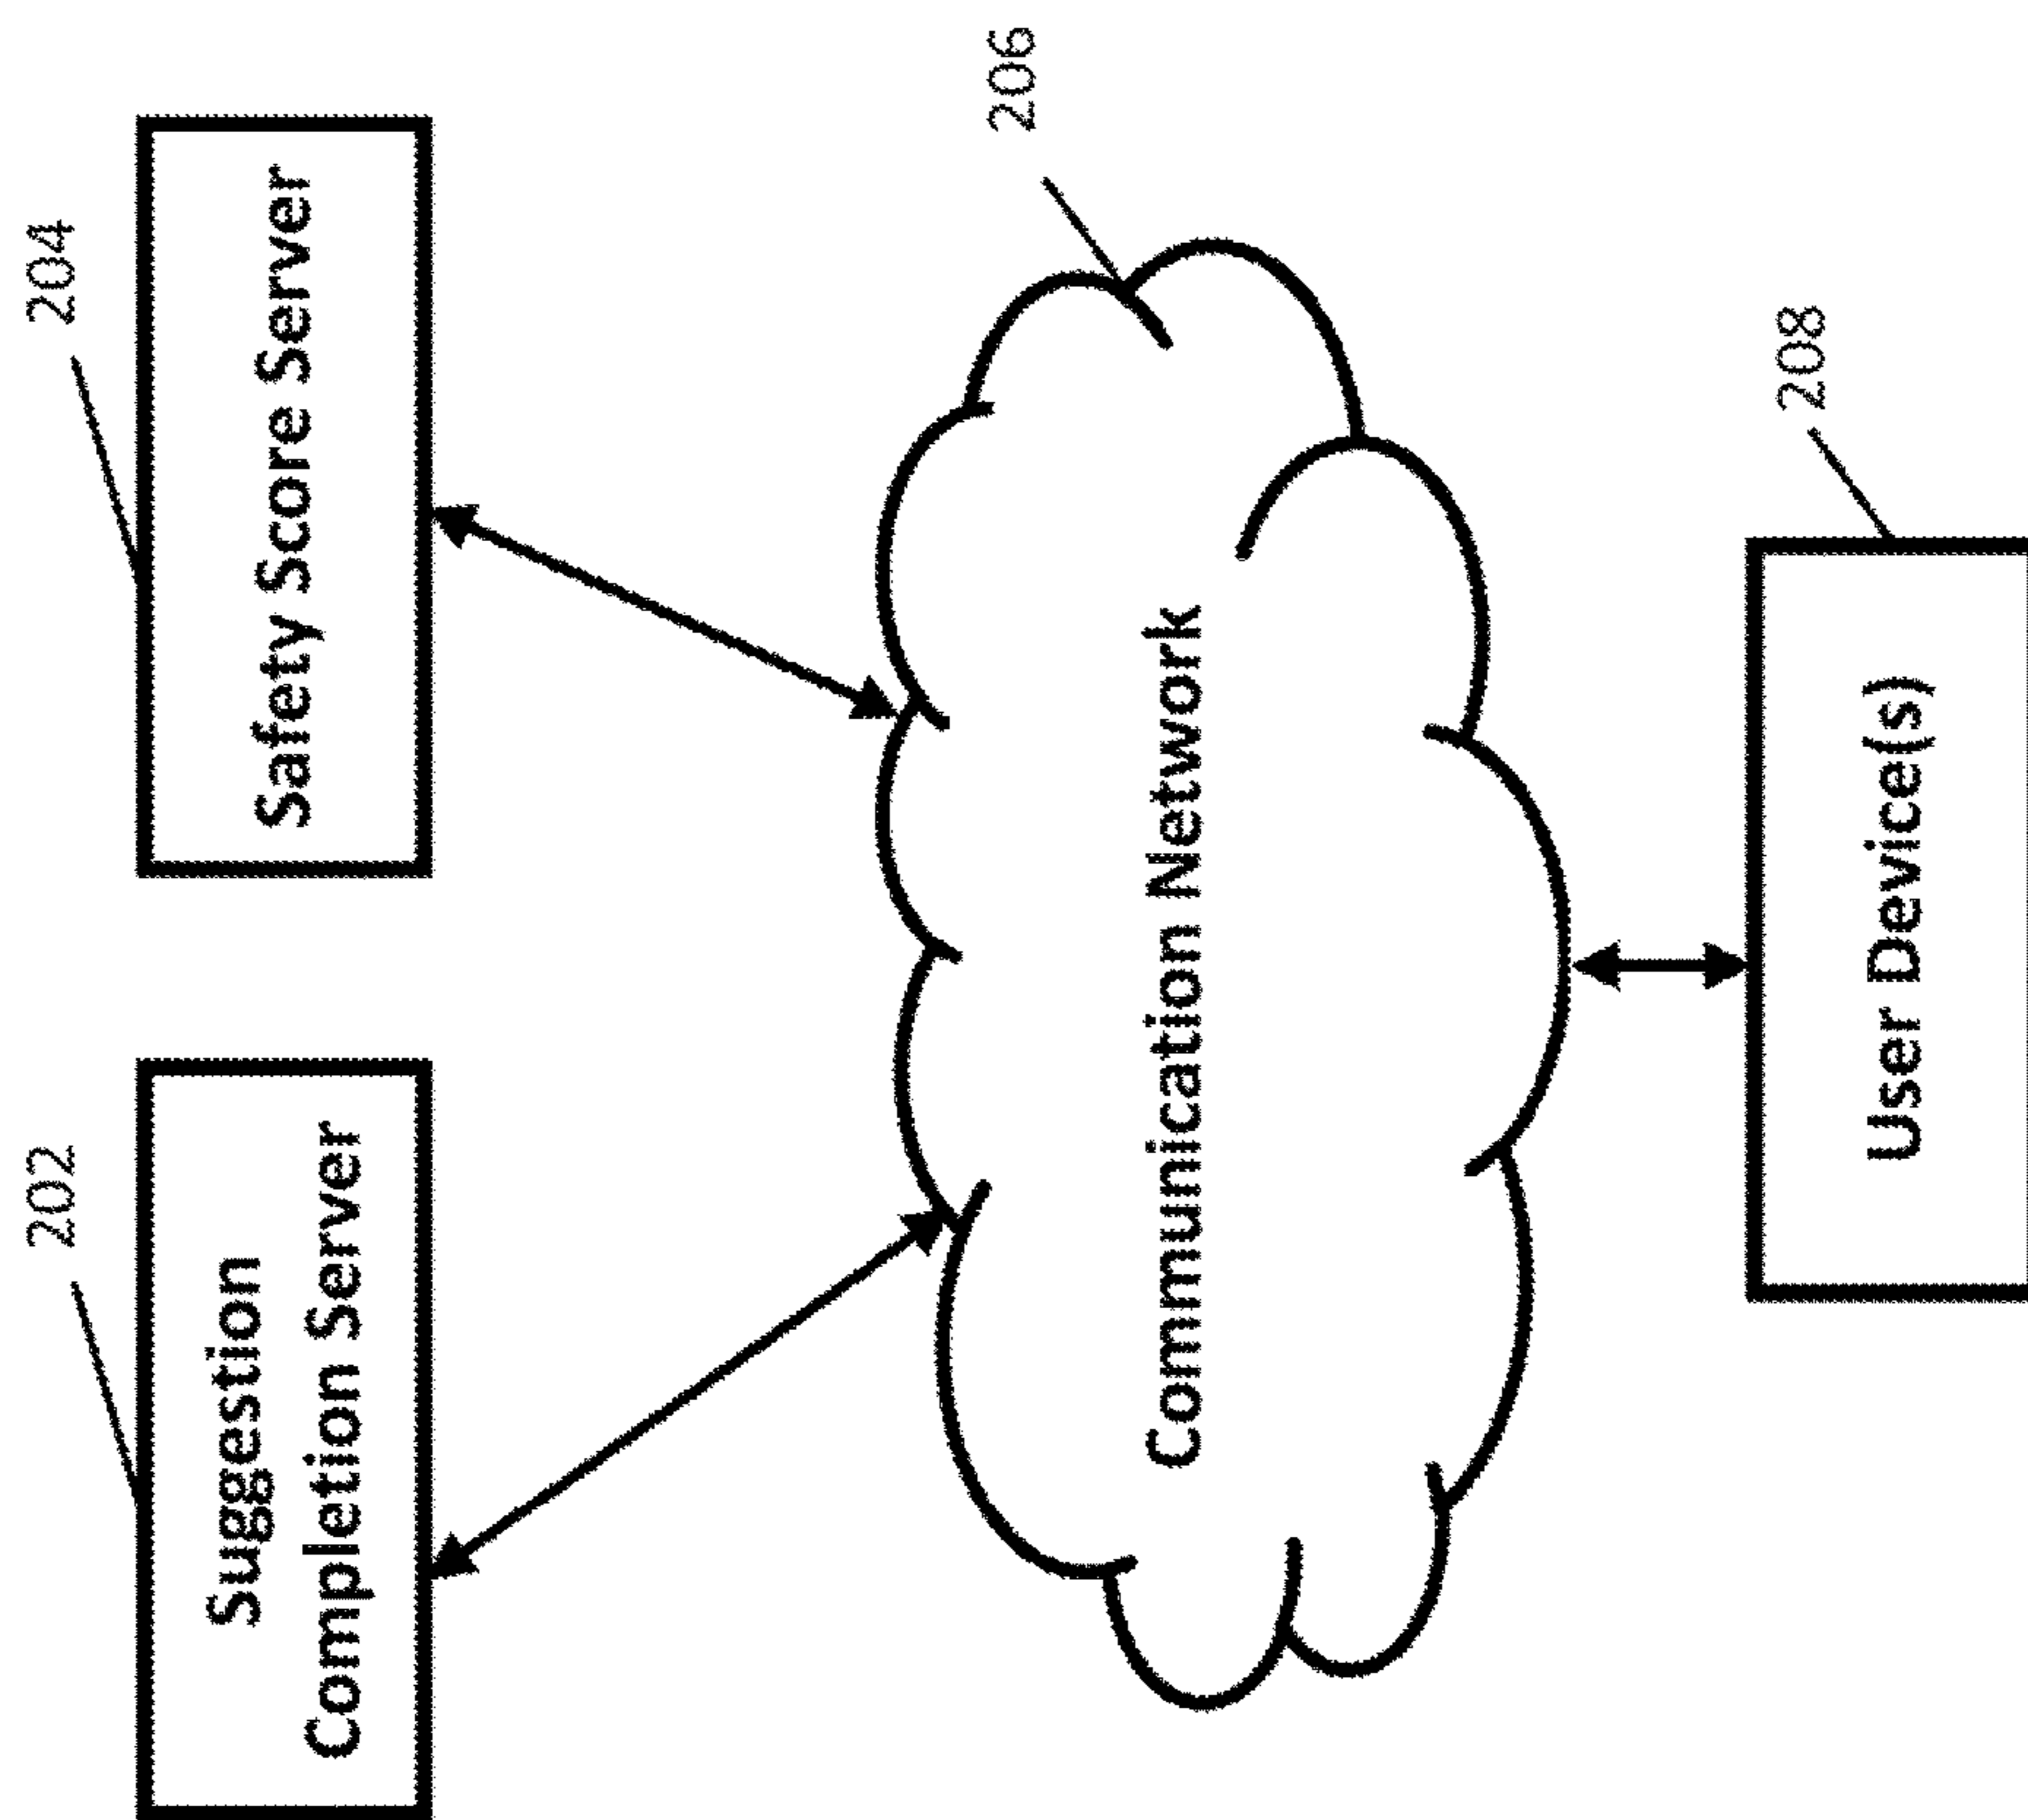 202
204
Suggestion
Completion Server
Safety Score Server
206
Communication Network
208
User Device(s)